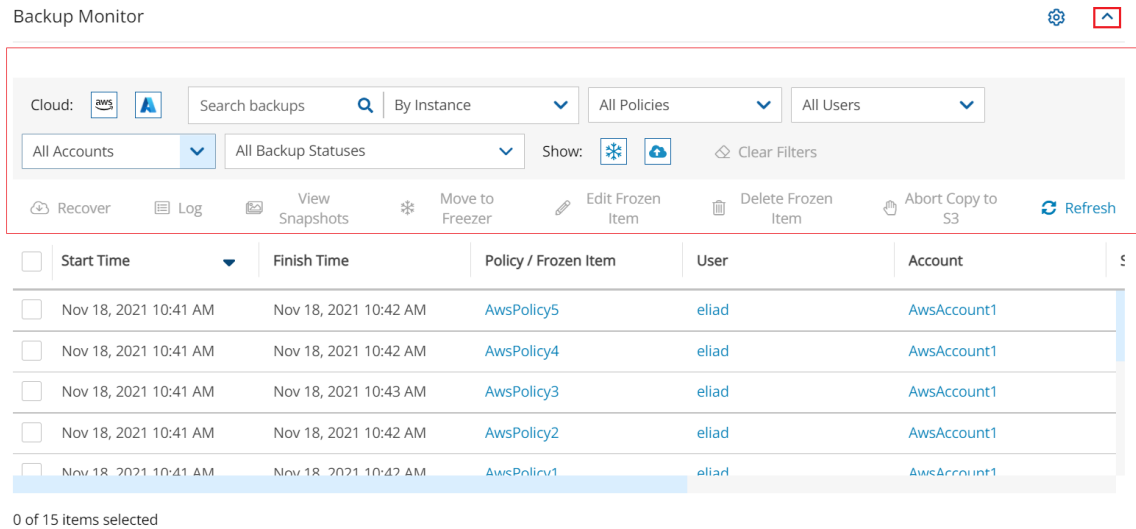 Backup Monitor
Cloud: aws Search backups By Instance All Policies All Users
All Accounts All Backup Statuses Show: Clear Filters
Recover Log View Snapshots Move to Freezer Edit Frozen Item Delete Frozen Item Abort Copy to S3 Refresh
Start Time Finish Time Policy / Frozen Item User Account
Nov 18, 2021 10:41 AM Nov 18, 2021 10:42 AM AwsPolicy5 eliad AwsAccount1
Nov 18, 2021 10:41 AM Nov 18, 2021 10:42 AM AwsPolicy4 eliad AwsAccount1
Nov 18, 2021 10:41 AM Nov 18, 2021 10:43 AM AwsPolicy3 eliad AwsAccount1
Nov 18, 2021 10:41 AM Nov 18, 2021 10:42 AM AwsPolicy2 eliad AwsAccount1
Nov 18, 2021 10:41 AM Nov 18, 2021 10:42 AM AwsPolicy1 eliad AwsAccount1
0 of 15 items selected